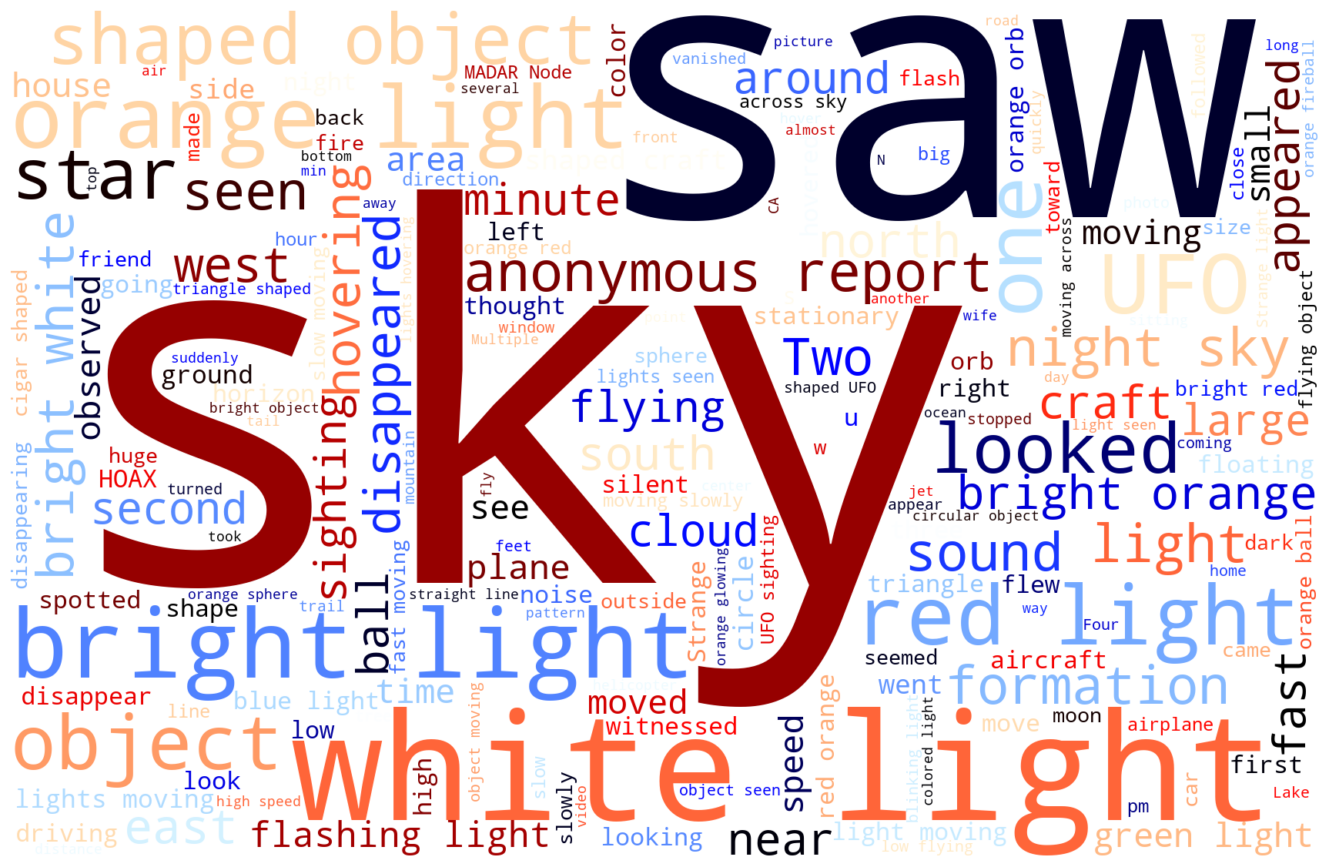 shaped object
saw
road
picture
long
air
house
side
night
MADAR Node
several
color
vanished
around
flash
orange orb
quickly
followed
small
appeared
orange fireball
orange light
made
back
fire
bottom
min
across sky
almost
hover
front
N
big
toward
close
star
top
seen
area
direction
minute
CA
photo
hovering
away
left
orange red
north
one
moving
size
bright white
friend
going
hour
west
triangle shaped
slow moving
disappeared
lights hovering
anonymous report
another
UFO
moving across
Strange light
flying object
cigar shaped
observed
sky
thought
window
Multiple
stationary
wife
sitting
suddenly
ground
horizon
bright object
tail
sighting
mountain
sphere
lights seen
flying
Two
shaped UFO
u
w
orb
right
ocean
stopped
night sky
day
craft
bright red
large
light seen
looked
coming
floating
disappearing
huge
HOAX
turned
second
took
fly
see
south
silent
moving slowly
center
cloud
UFO sighting
jet
appear
circular object
bright orange
sound
light
dark
orange ball
spotted
orange sphere
shape
trail
ball
fast moving
plane
feet
straight line
noise
pattern
outside
Strange
orange glowing
circle
triangle
flew
home
way
Four
bright light
red light
seemed
aircraft
came
fast
disappear
blue light
time
moved
witnessed
went
formation
object
line
low
white light
object moving
speed
red orange
blinking light
colored light
move
moon
airplane
first
look
high
slow
slowly
video
object seen
pm
car
Lake
lights moving
high speed
driving
east
distance
flashing light
looking
near
light moving
low flying
green light